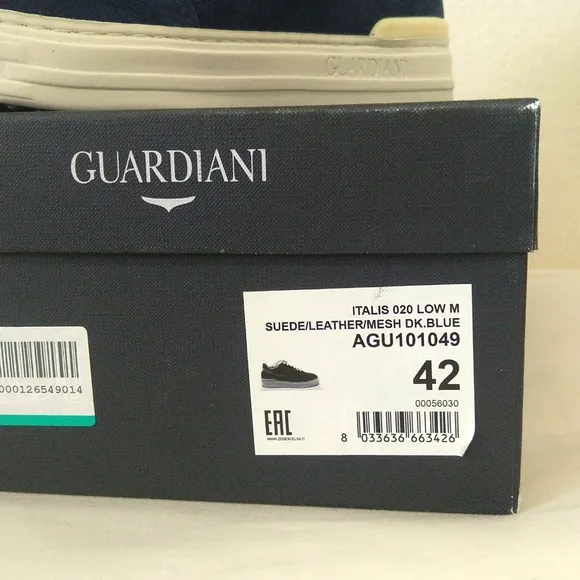 GUARDIANI
GUARDIANI
ITALIS 020 LOW M
SUEDE/LEATHER/MESH DK.BLUE
AGU101049
42
00056030
EAC
8 033636 663426
000126549014